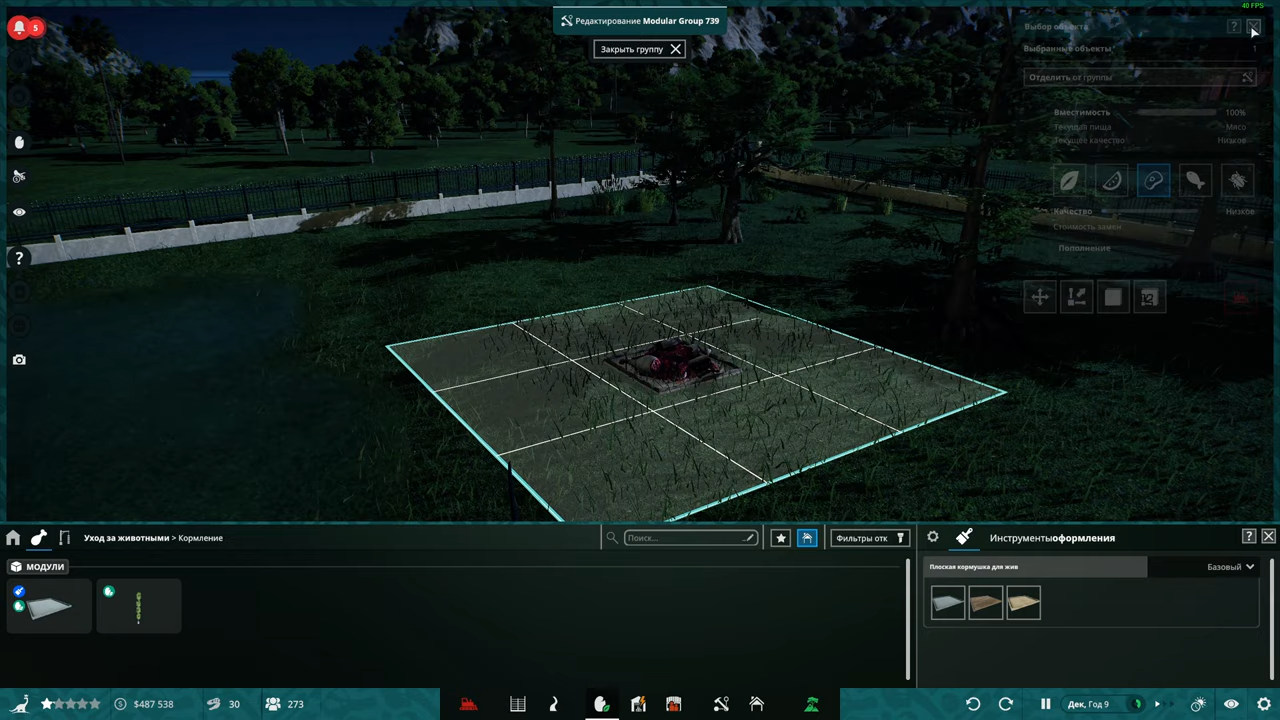 40 FPS
5
Редактирование Modular Group 739
Закрыть группу
Выбор объекта
?
Выбранные объекты
1
Отделить от группы
Вместимость
100%
Текущая пища
Мясо
Текущее качество
Низкое
Качество
Низкое
Стоимость замен
Пополнение
?
Уход за животными > Кормление
Поиск...
Фильтры отк
МОДУЛИ
Инструментыоформления
?
Плоская кормушка для жив
Базовый
$487 538
30
273
Дек, Год 9